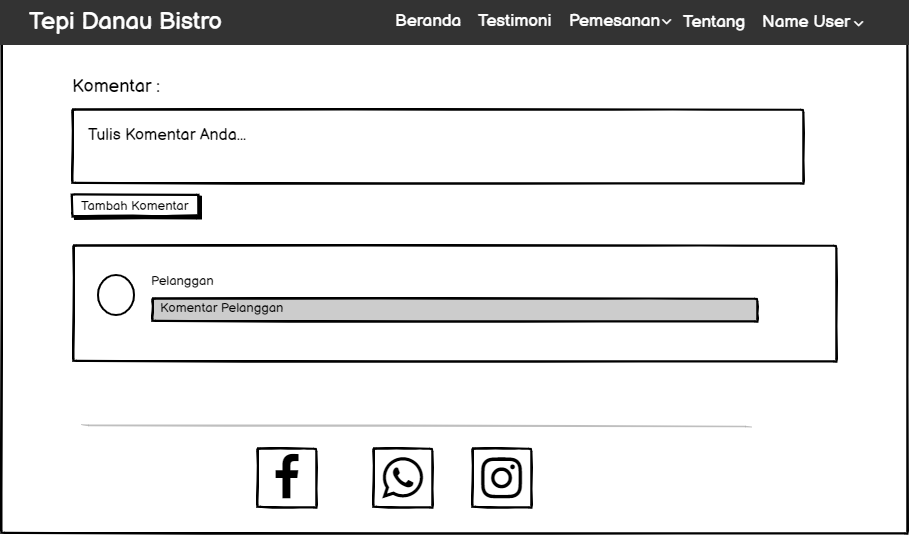 Tepi Danau Bistro Beranda Testimoni Pemesanan Tentang Name User
Komentar :
Tulis Komentar Anda...
Tambah Komentar
Pelanggan
Komentar Pelanggan